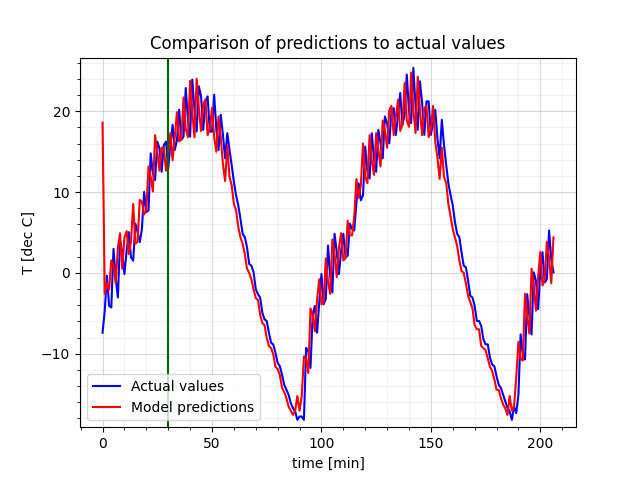 Comparison of predictions to actual values
T [dec C]
20
10
0
−10
Actual values
Model predictions
0
50
100
150
200
time [min]